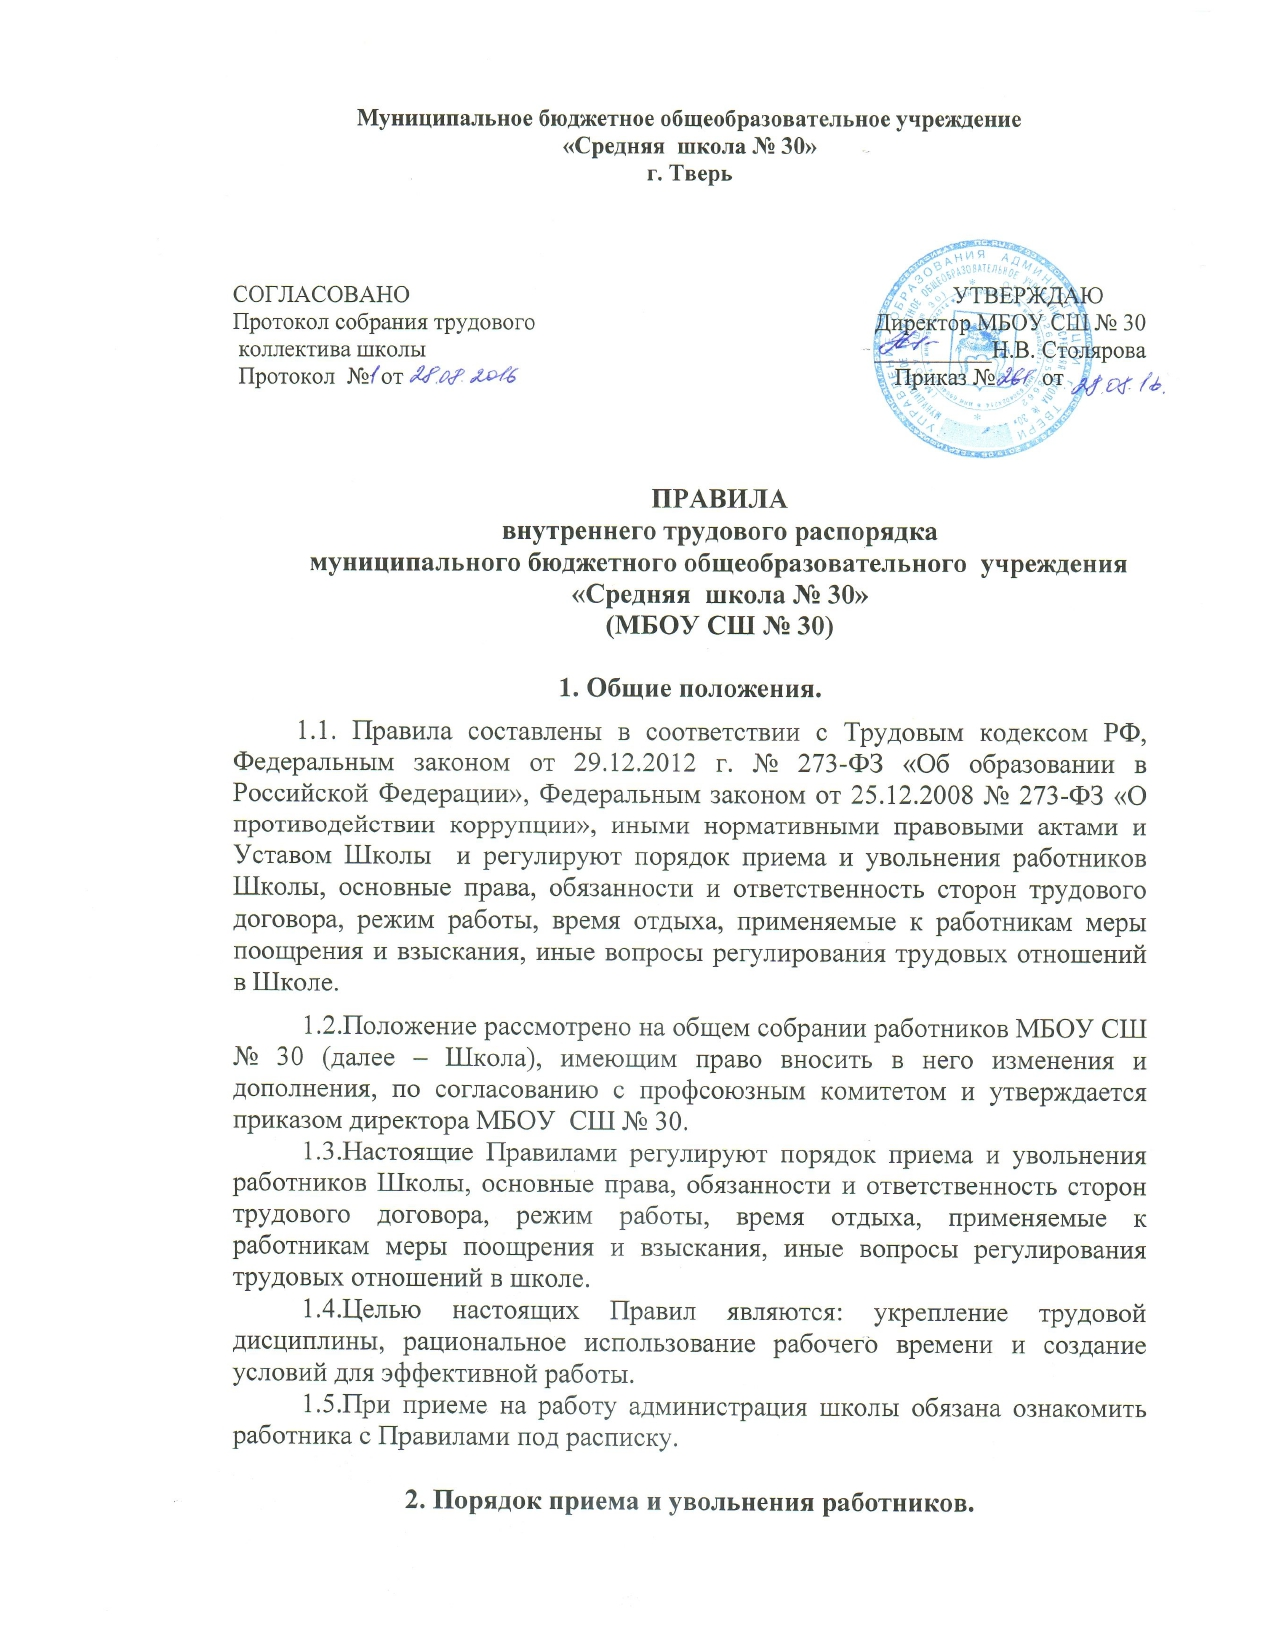 Муниципальное бюджетное общеобразовательное учреждение
«Средняя школа № 30»
г. Тверь
СОГЛАСОВАНО
Протокол собрания трудового
коллектива школы
Протокол №1 от 28.08.2016
УТВЕРЖДАЮ
Директор МБОУ СШ № 30
Н.В. Столярова
Приказ № от 28.08.16.
ПРАВИЛА
внутреннего трудового распорядка
муниципального бюджетного общеобразовательного учреждения
«Средняя школа № 30»
(МБОУ СШ № 30)
1. Общие положения.
1.1. Правила составлены в соответствии с Трудовым кодексом РФ,
Федеральным законом от 29.12.2012 г. № 273-ФЗ «Об образовании в
Российской Федерации», Федеральным законом от 25.12.2008 № 273-ФЗ «О
противодействии коррупции», иными нормативными правовыми актами и
Уставом Школы и регулируют порядок приема и увольнения работников
Школы, основные права, обязанности и ответственность сторон трудового
договора, режим работы, время отдыха, применяемые к работникам меры
поощрения и взыскания, иные вопросы регулирования трудовых отношений
в Школе.
1.2.Положение рассмотрено на общем собрании работников МБОУ СШ
№ 30 (далее – Школа), имеющим право вносить в него изменения и
дополнения, по согласованию с профсоюзным комитетом и утверждается
приказом директора МБОУ СШ № 30.
1.3.Настоящие Правилами регулируют порядок приема и увольнения
работников Школы, основные права, обязанности и ответственность сторон
трудового договора, режим работы, время отдыха, применяемые к
работникам меры поощрения и взыскания, иные вопросы регулирования
трудовых отношений в школе.
1.4.Целью настоящих Правил являются: укрепление трудовой
дисциплины, рациональное использование рабочего времени и создание
условий для эффективной работы.
1.5.При приеме на работу администрация школы обязана ознакомить
работника с Правилами под расписку.
2. Порядок приема и увольнения работников.